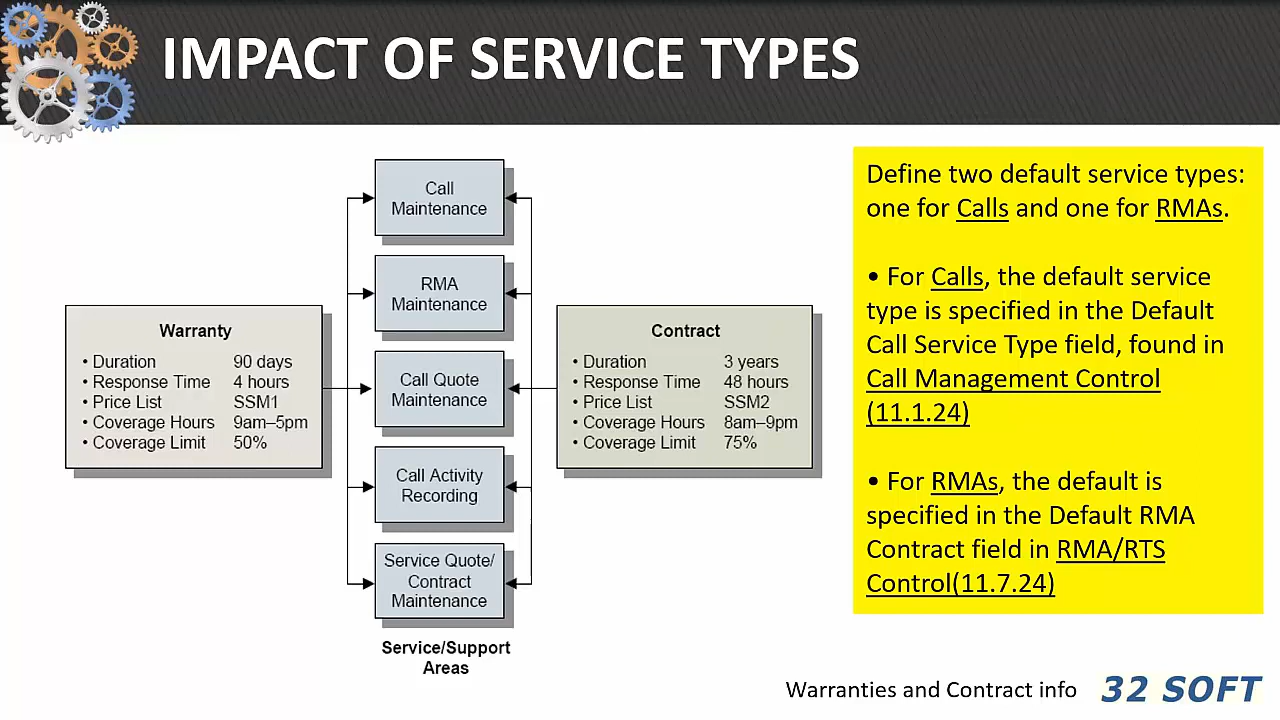 IMPACT OF SERVICE TYPES
Call
Maintenance
RMA
Maintenance
Call Quote
Maintenance
Call Activity
Recording
Service Quote/
Contract
Maintenance
Service/Support
Areas
Warranty
• Duration 90 days
• Response Time 4 hours
• Price List SSM1
• Coverage Hours 9am–5pm
• Coverage Limit 50%
Contract
• Duration 3 years
• Response Time 48 hours
• Price List SSM2
• Coverage Hours 8am–9pm
• Coverage Limit 75%
Define two default service types:
one for Calls and one for RMAs.
• For Calls, the default service
type is specified in the Default
Call Service Type field, found in
Call Management Control
(11.1.24)
• For RMAs, the default is
specified in the Default RMA
Contract field in RMA/RTS
Control(11.7.24)
Warranties and Contract info
32 SOFT